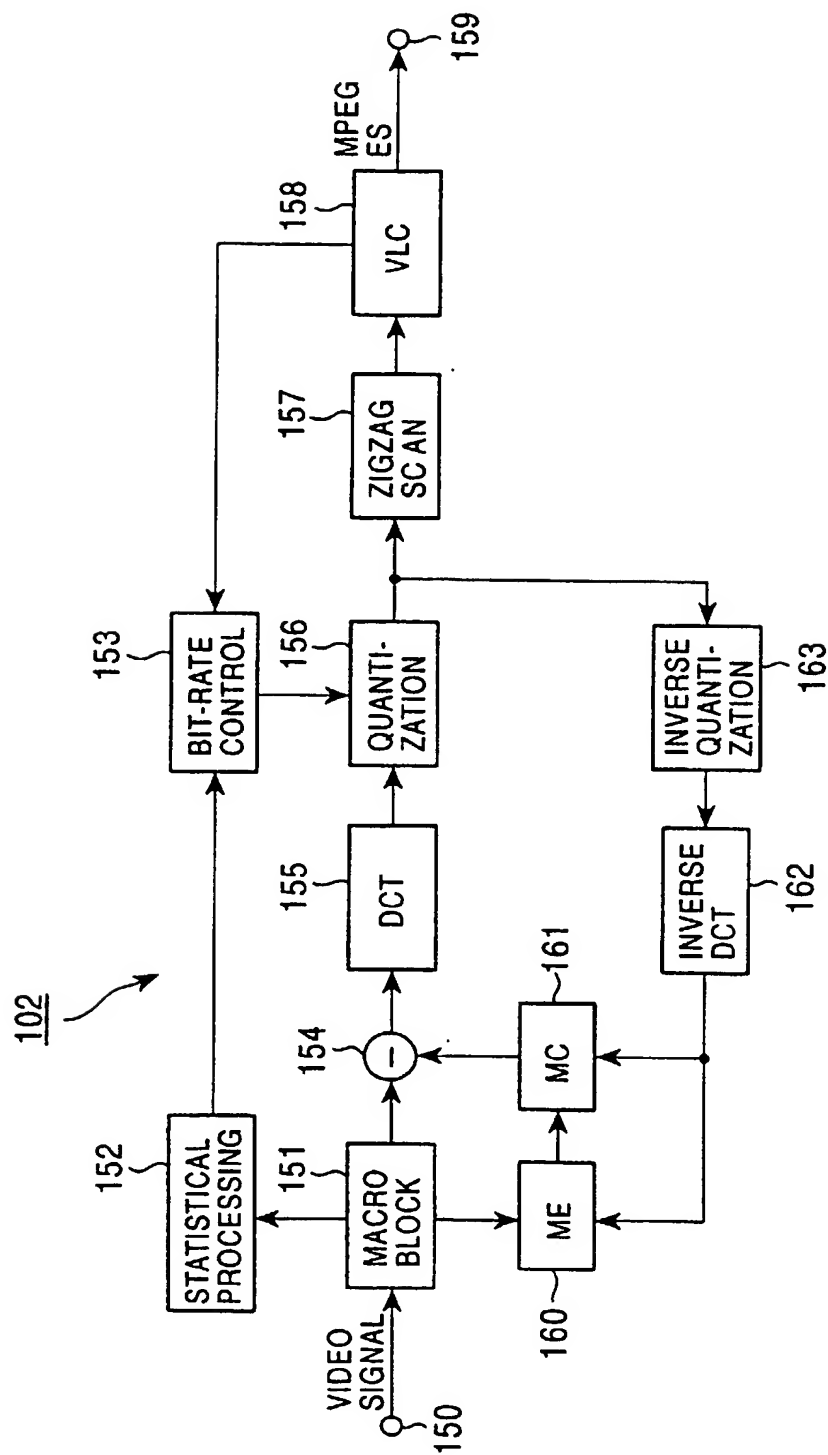 102
VIDEO
SIGNAL
150
MACRO
BLOCK
151
STATISTICAL
PROCESSING
152
BIT-RATE
CONTROL
153
−
154
DCT
155
QUANTI-
ZATION
156
ZIGZAG
SCAN
157
VLC
158
MPEG
ES
159
ME
160
MC
161
INVERSE
DCT
162
INVERSE
QUANTI-
ZATION
163